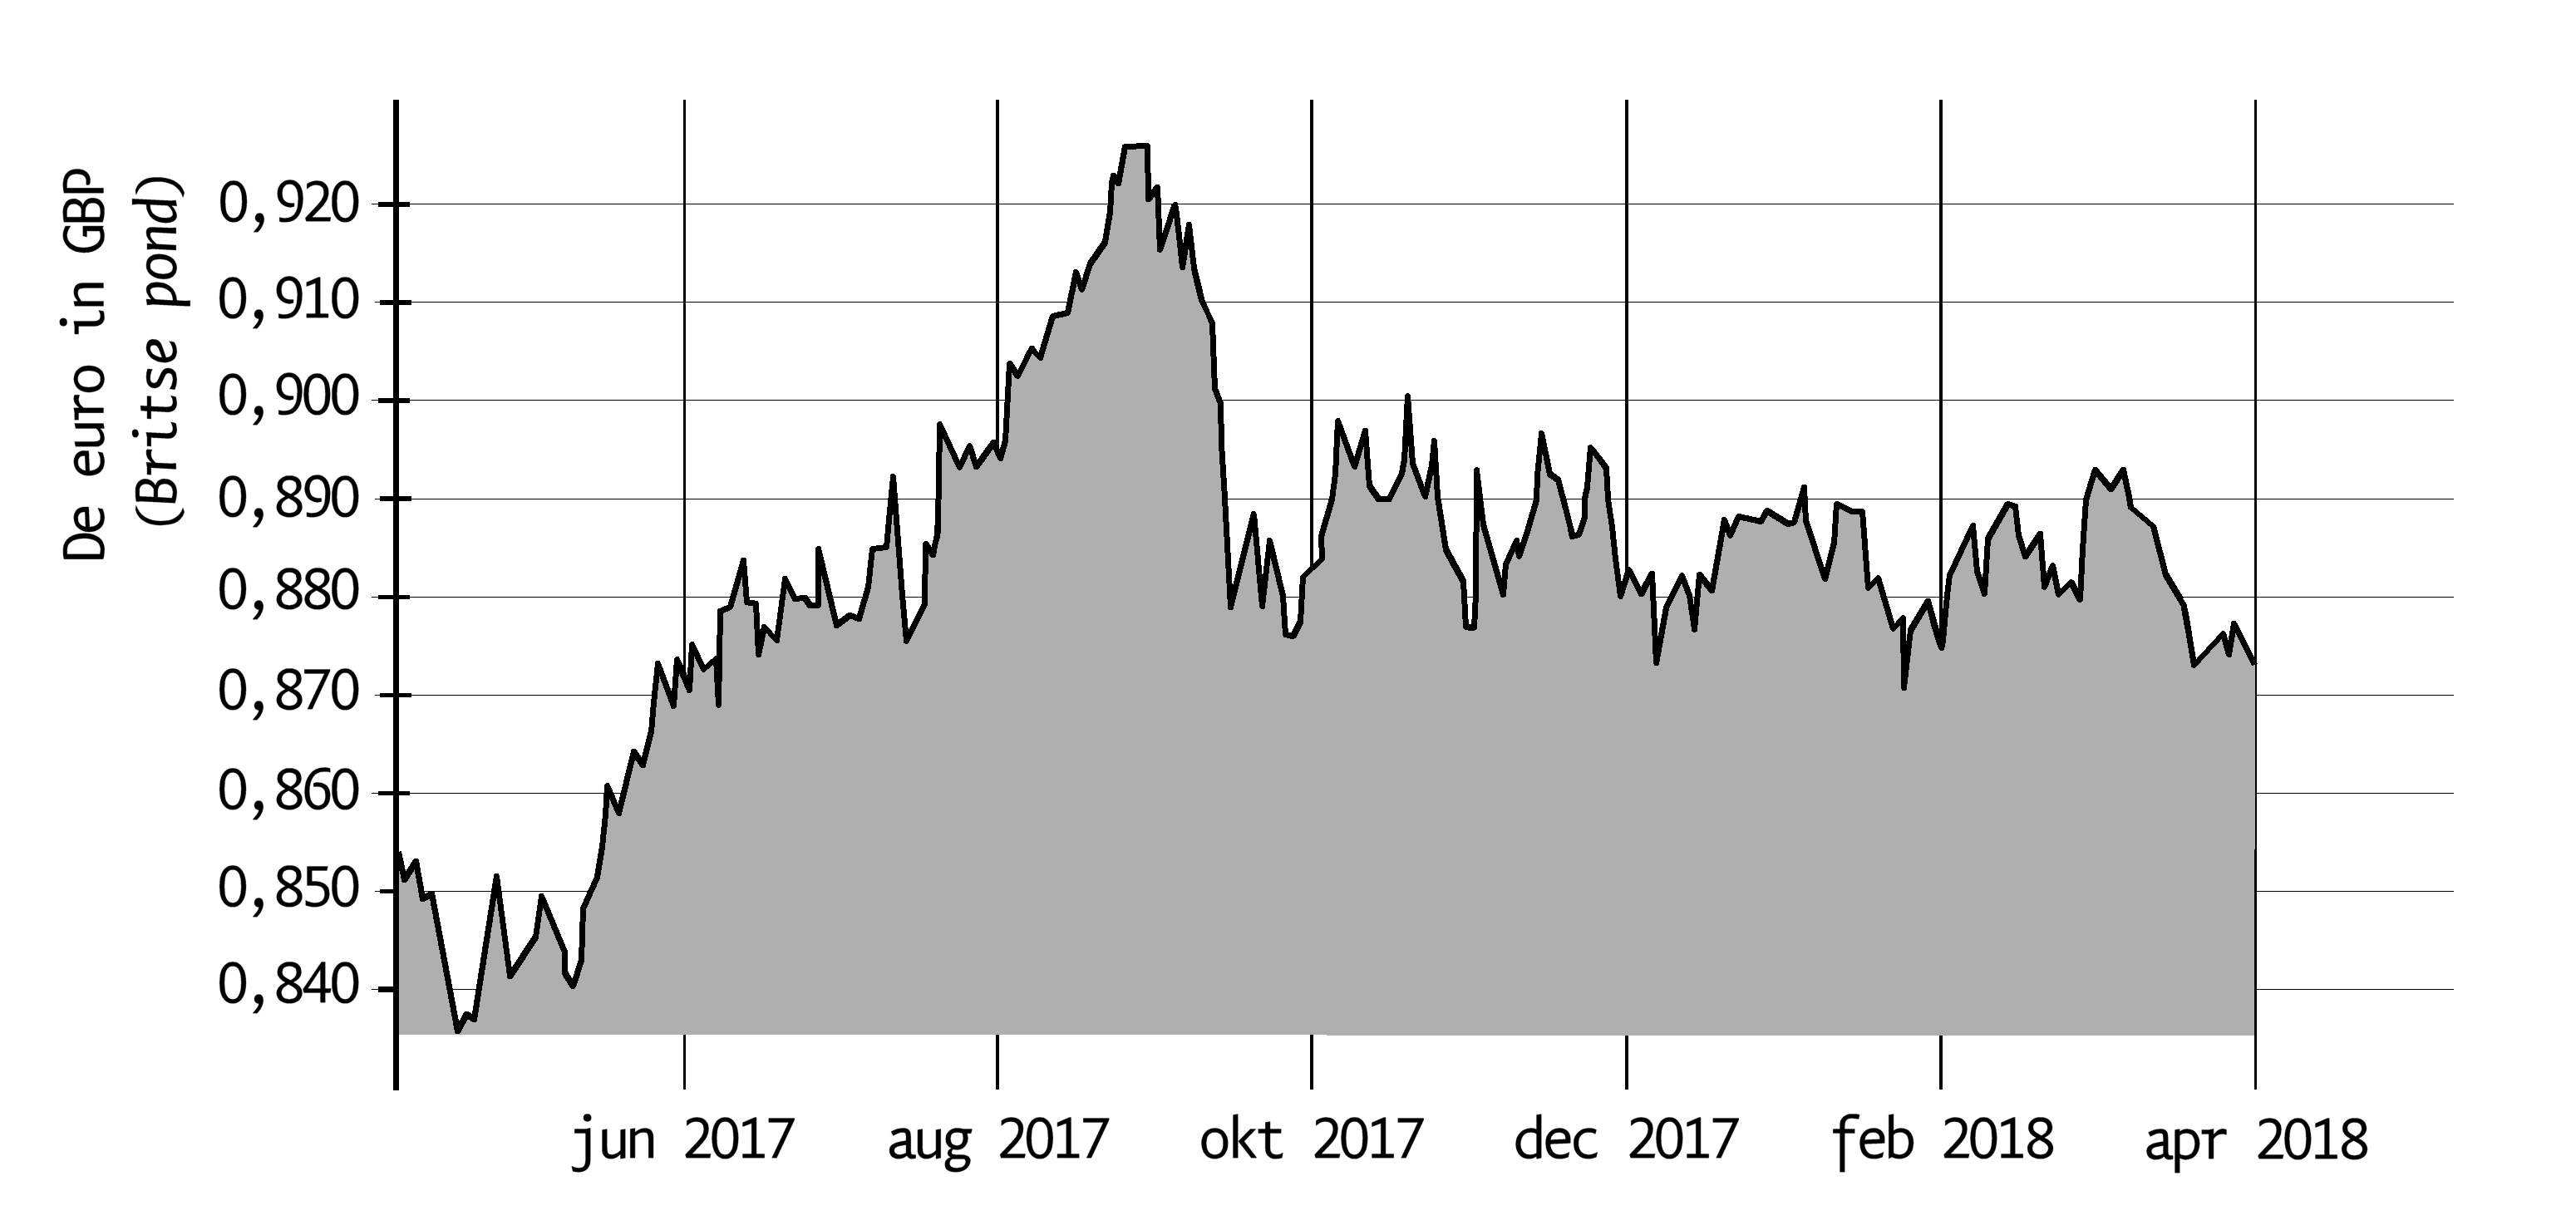 De euro in GBP
(Britse pond)
0,920
0,910
0,900
0,890
0,880
0,870
0,860
0,850
0,840
jun 2017
aug 2017
okt 2017
dec 2017
feb 2018
apr 2018